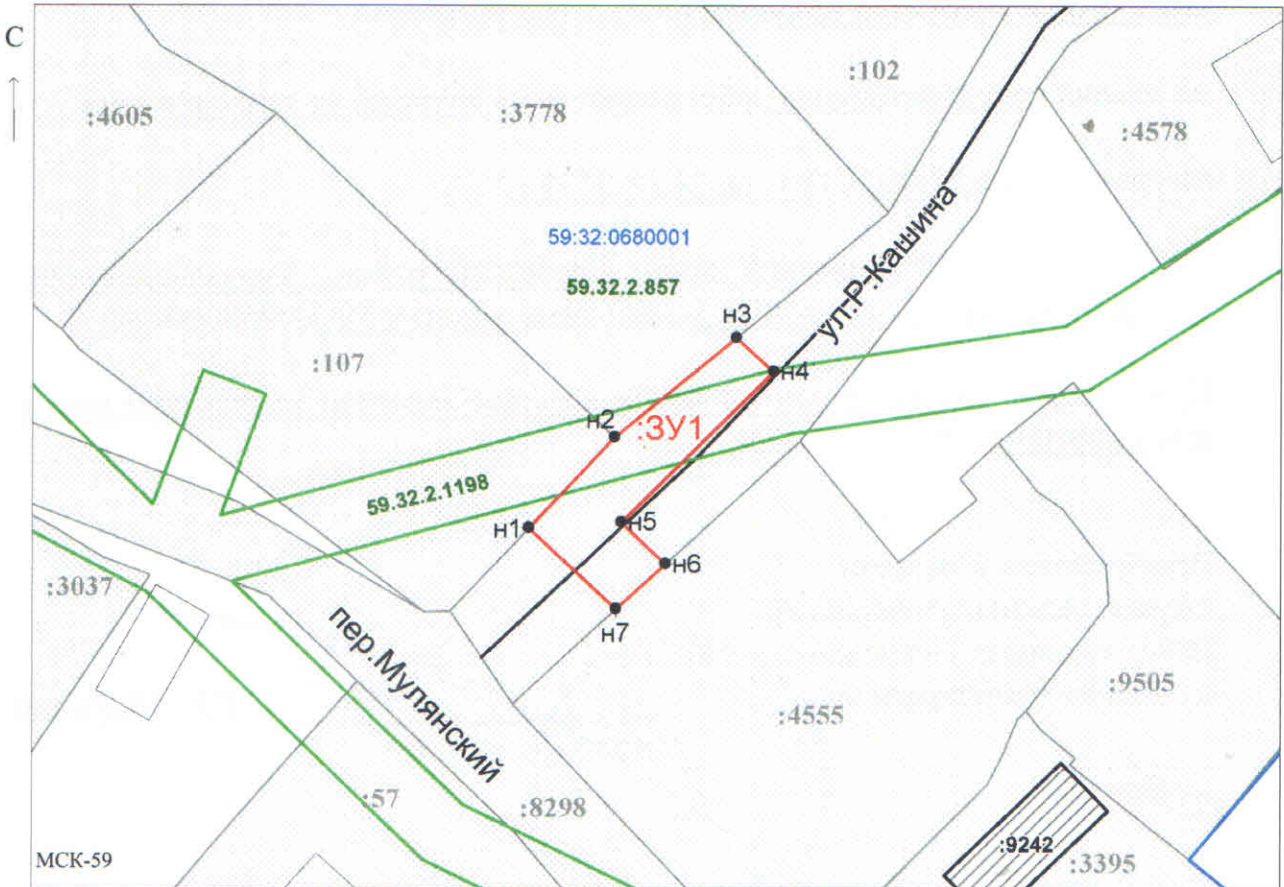 С
:4605
:3778
:102
:4578
59:32:0680001
59.32.2.857
ул.Р-Кашина
н3
:107
н4
н2
:ЗУ1
59.32.2.1198
н1
н5
н6
:3037
н7
пер.Мулянский
:9505
:4555
:57
:8298
:9242
МСК-59
:3395